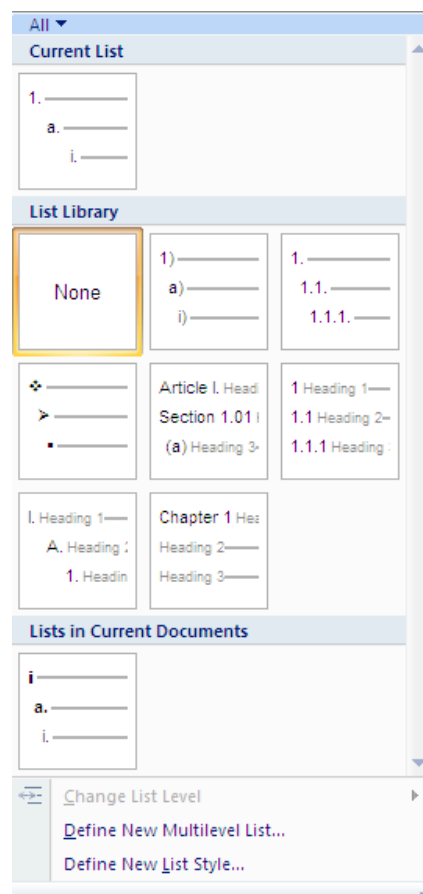 All
Current List
1.
a.
i.
List Library
None
1)
a)
i)
1.
1.1.
1.1.1.
Article I. Head
Section 1.01
(a) Heading 3
1 Heading 1
1.1 Heading 2
1.1.1 Heading
I. Heading 1
A. Heading
1. Headin
Chapter 1 Hea
Heading 2
Heading 3
Lists in Current Documents
i
a.
i.
Change List Level
Define New Multilevel List...
Define New List Style...